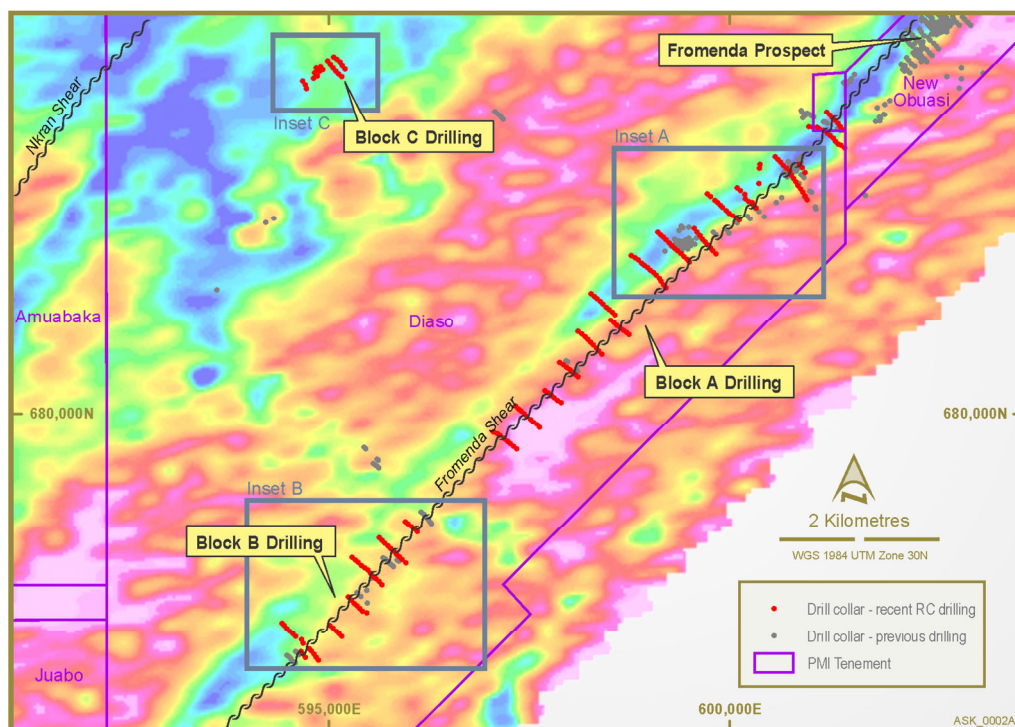 Nkran Shear
Inset C
Block C Drilling
Fromenda Prospect
New
Obuasi
Inset A
Amuabaka
Diaso
Block A Drilling
680,000N
680,000N
Fromenda Shear
Inset B
Block B Drilling
Juabo
N
2 Kilometres
WGS 1984 UTM Zone 30N
Drill collar - recent RC drilling
Drill collar - previous drilling
PMI Tenement
595,000E
600,000E
ASK_0002A